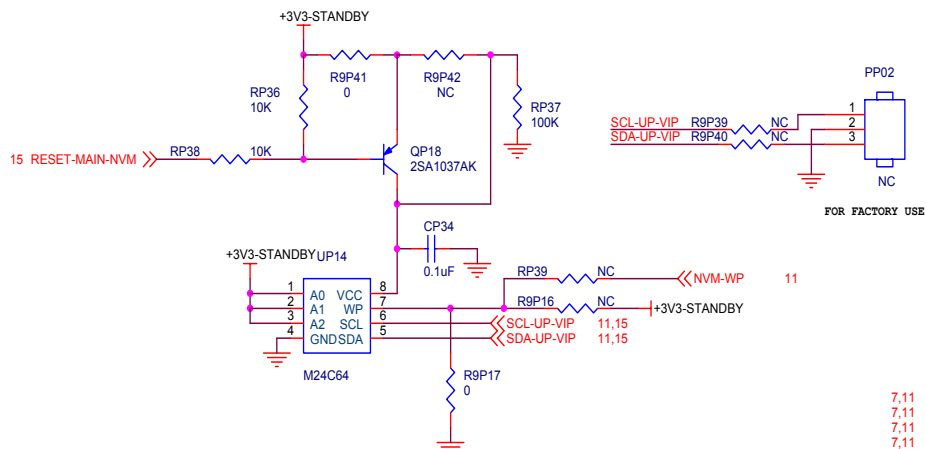 +3V3-STANDBY
R9P41
0
R9P42
NC
RP36
10K
RP37
100K
PP02
1
2
3
NC
SCL-UP-VIP R9P39 NC
SDA-UP-VIP R9P40 NC
FOR FACTORY USE
15 RESET-MAIN-NVM RP38 10K
QP18
2SA1037AK
CP34
0.1uF
+3V3-STANDBY UP14
RP39 NC
NVM-WP 11
R9P16 NC
+3V3-STANDBY
1 A0 VCC 8
2 A1 WP 7
3 A2 SCL 6
4 GND SDA 5
SCL-UP-VIP 11,15
SDA-UP-VIP 11,15
M24C64
R9P17
0
7,11
7,11
7,11
7,11